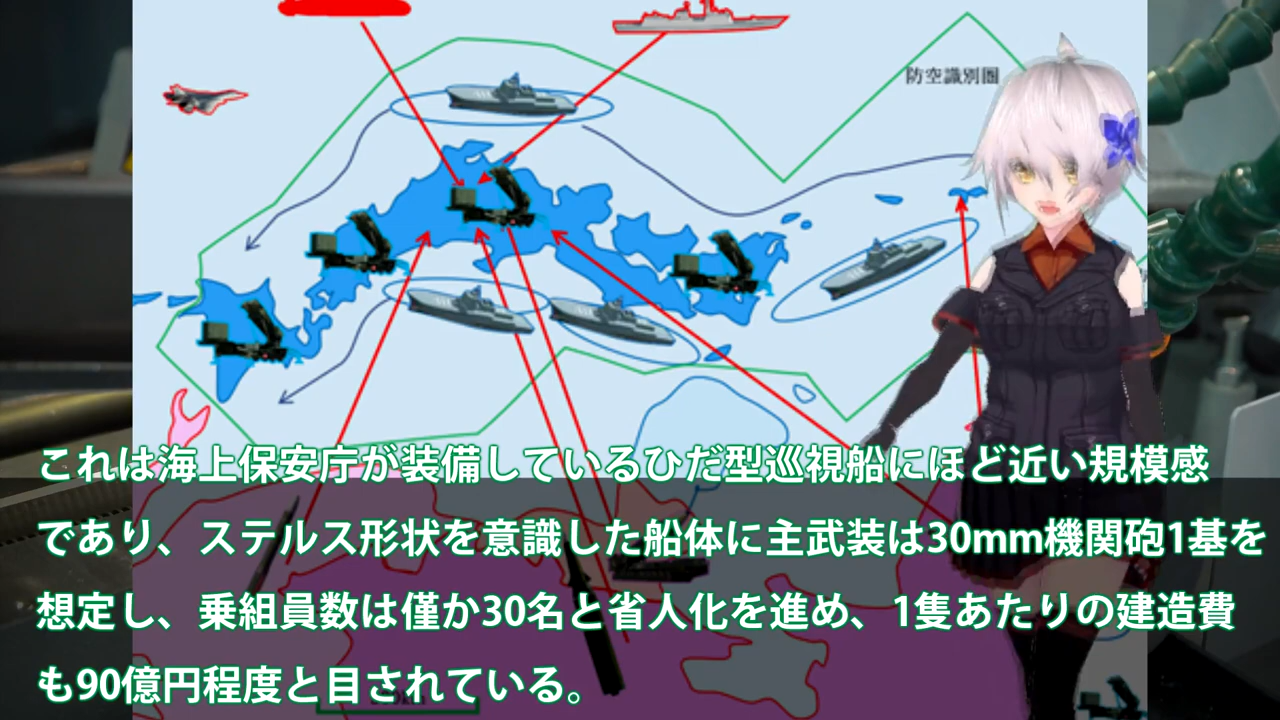 防空識別圏
これは海上保安庁が装備しているひだ型巡視船にほど近い規模感
であり、ステルス形状を意識した船体に主武装は30mm機関砲1基を
想定し、乗組員数は僅か30名と省人化を進め、1隻あたりの建造費
も90億円程度と目されている。